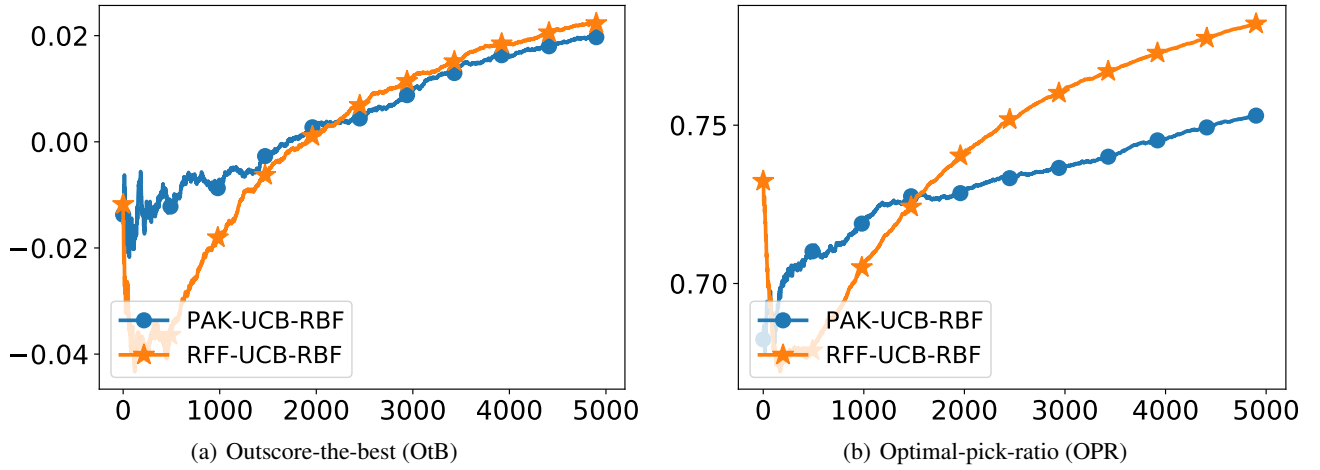 0.02
0.00
−0.02
−0.04
PAK-UCB-RBF
RFF-UCB-RBF
0 1000 2000 3000 4000 5000
(a) Outscore-the-best (OtB)
0.75
0.70
PAK-UCB-RBF
RFF-UCB-RBF
0 1000 2000 3000 4000 5000
(b) Optimal-pick-ratio (OPR)